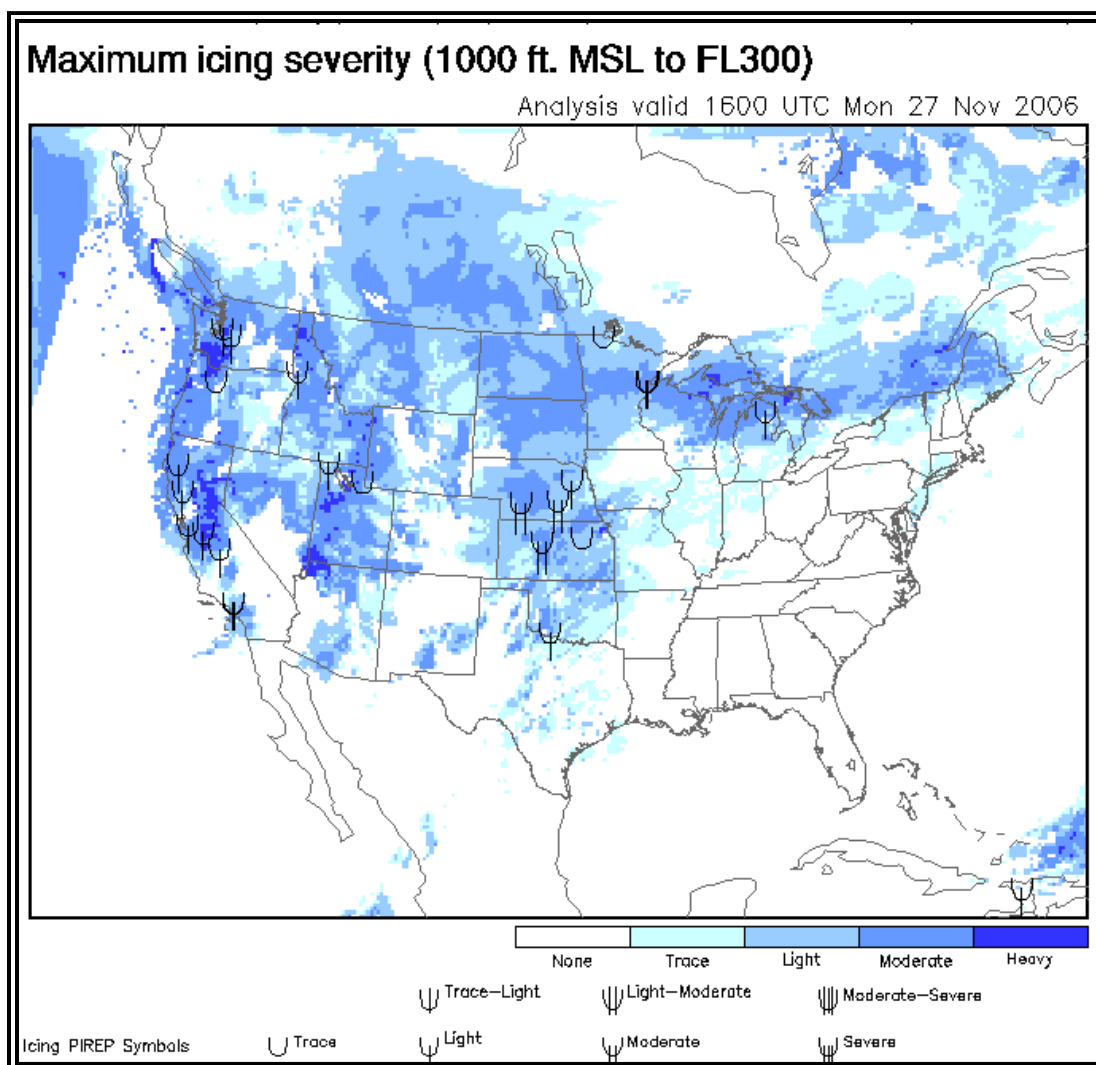 Maximum icing severity (1000 ft. MSL to FL300)
Analysis valid 1600 UTC Mon 27 Nov 2006
None Trace Light Moderate Heavy
Trace-Light Light-Moderate Moderate-Severe
Icing PIREP Symbols Trace Light Moderate Severe